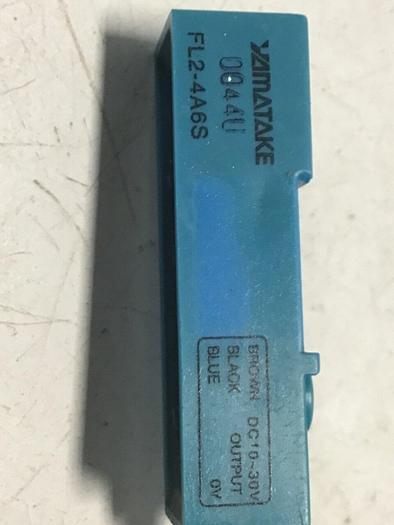 YAMATAKE
0044U
FL2-4A6S
BROWN DC10~30V
BLACK OUTPUT
BLUE 0V